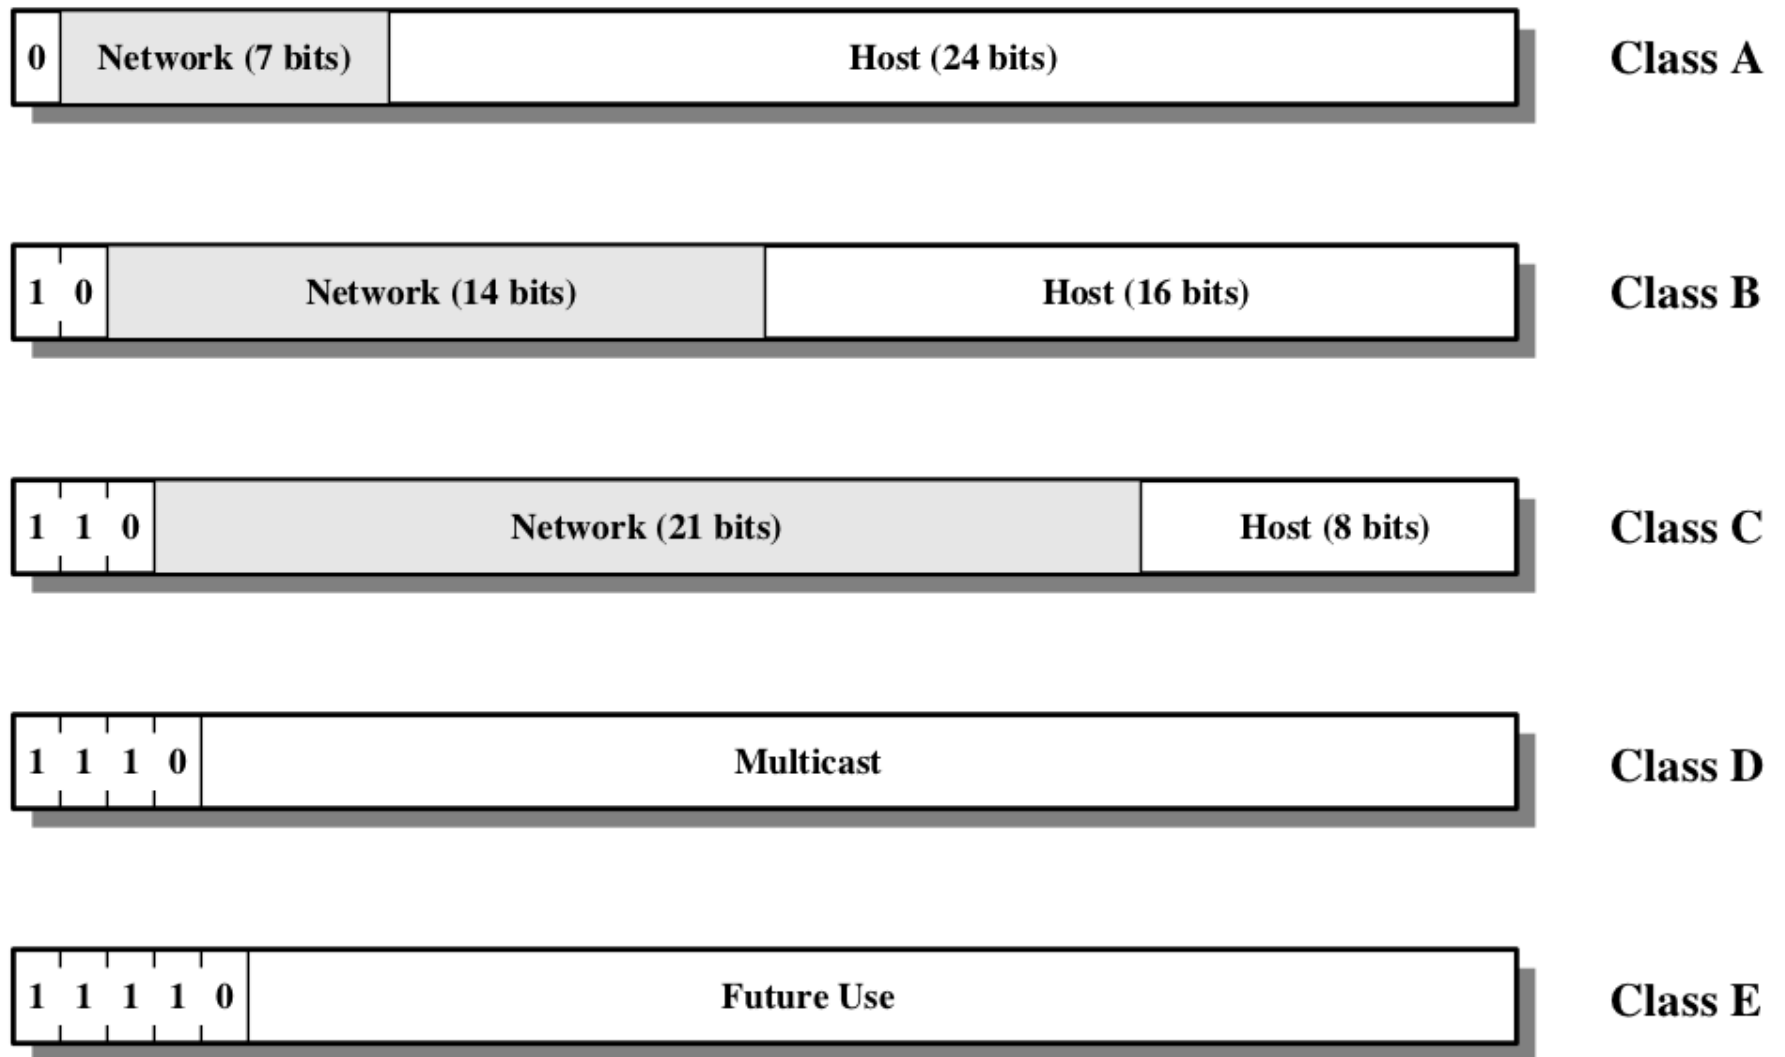 0 Network (7 bits) Host (24 bits) Class A
1 0 Network (14 bits) Host (16 bits) Class B
1 1 0 Network (21 bits) Host (8 bits) Class C
1 1 1 0 Multicast Class D
1 1 1 1 0 Future Use Class E